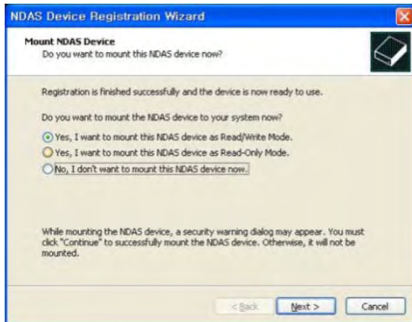 NDAS Device Registration Wizard
Mount NDAS Device
Do you want to mount this NDAS device now?
Registration is finished successfully and the device is now ready to use.
Do you want to mount the NDAS device to your system now?
Yes, I want to mount this NDAS device as Read/Write Mode.
Yes, I want to mount this NDAS device as Read-Only Mode.
No, I don't want to mount this NDAS device now.
While mounting the NDAS device, a security warning dialog may appear. You must
click "Continue" to successfully mount the NDAS device. Otherwise, it will not be
mounted.
< Back Next > Cancel